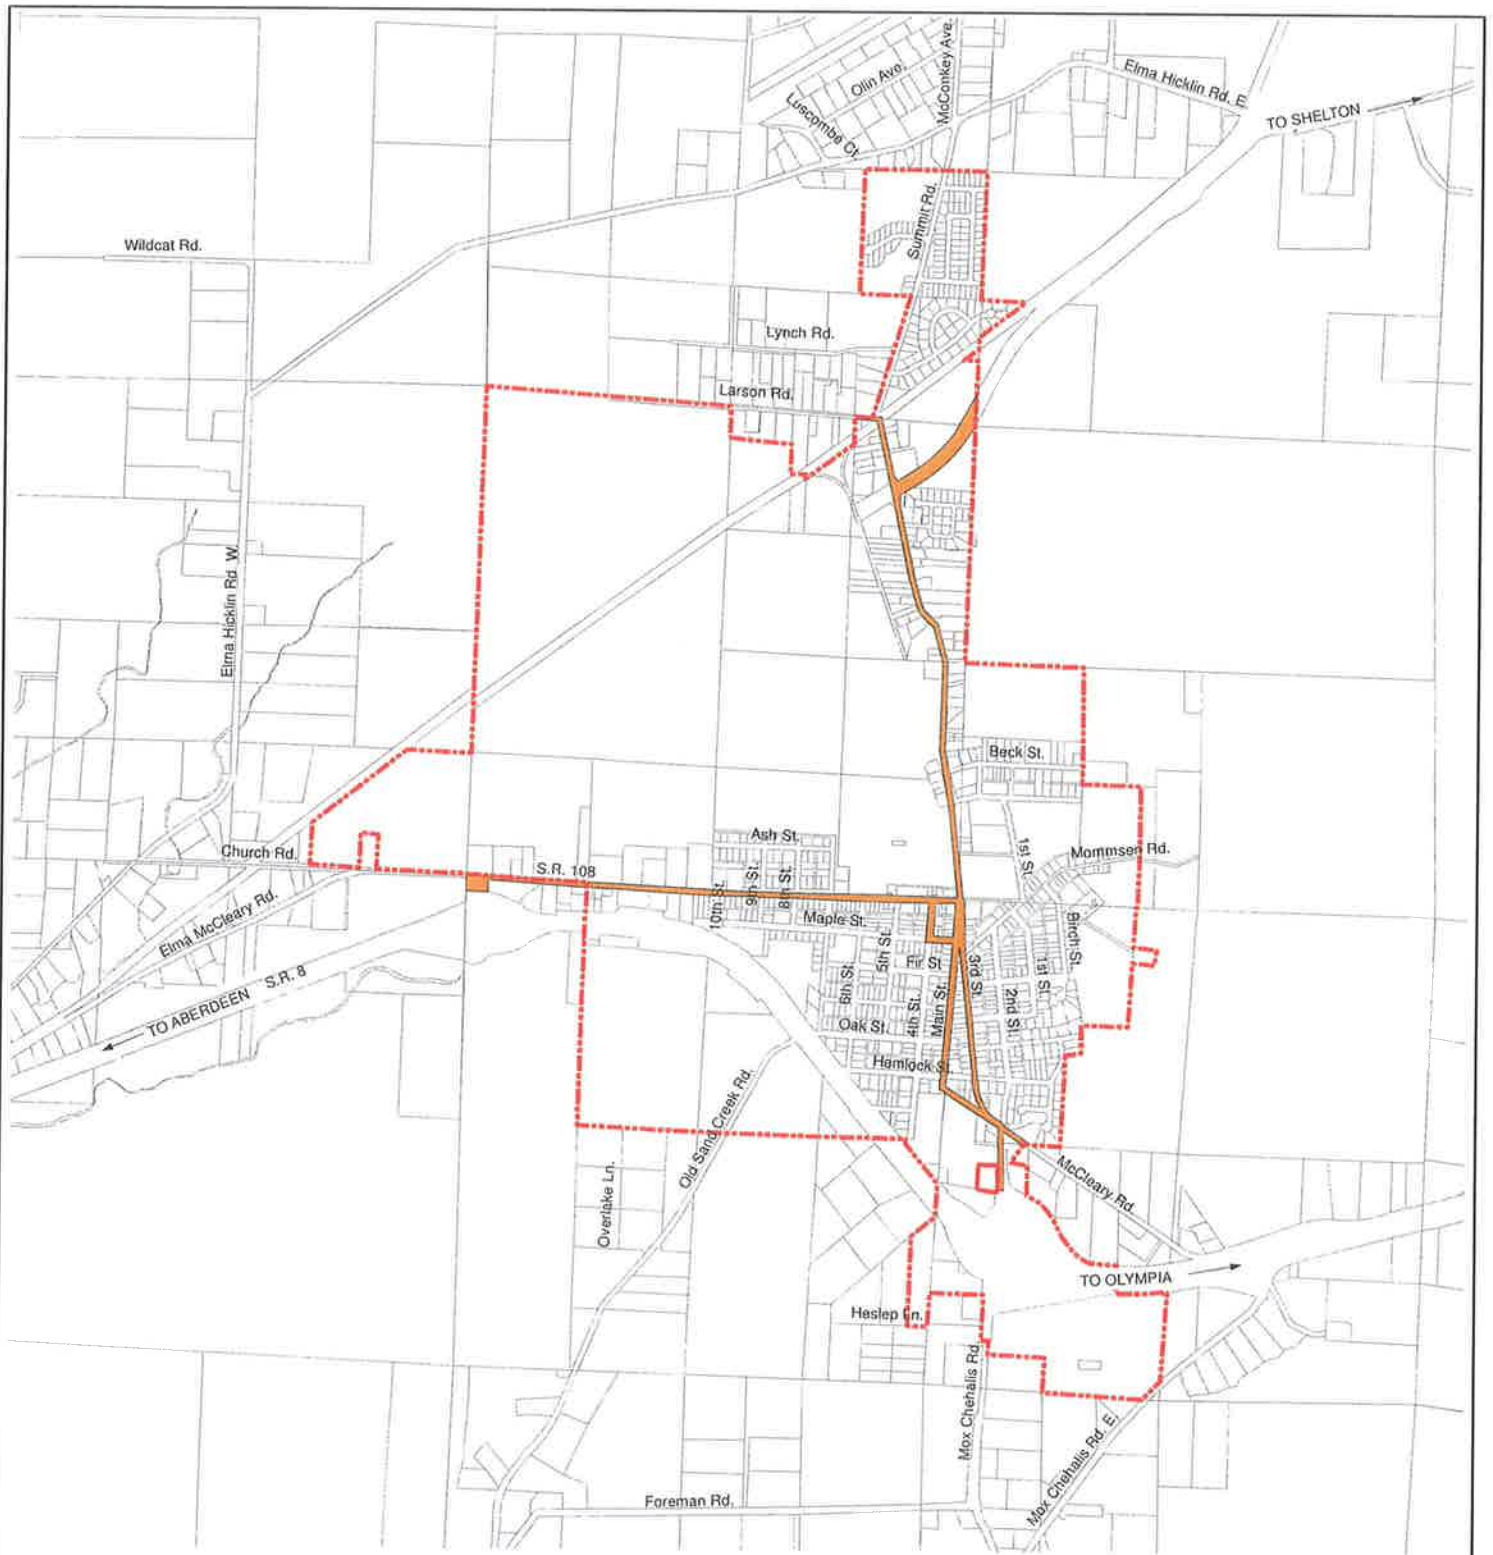 Olin Ave.
McConkey Ave.
Elma Hicklin Rd. E
Luscombe Ct.
TO SHELTON
Summit Rd.
Wildcat Rd.
Lynch Rd.
Larson Rd.
Elma Hicklin Rd. W.
Beck St.
Ash St.
1st St.
Mommsen Rd.
Church Rd.
S.R. 108
10th St.
9th St.
8th St.
Maple St.
Elma McCleary Rd.
Birch St.
5th St.
Fir St
3rd St.
1st St.
6th St.
S.R. 8
TO ABERDEEN
4th St.
Main St.
2nd St.
Oak St.
Hemlock St.
Old Sand Creek Rd.
McCleary Rd.
Overlake Ln.
TO OLYMPIA
Heslep Ln.
Mox Chehalis Rd.
Mox Chehalis Rd. E.
Foreman Rd.